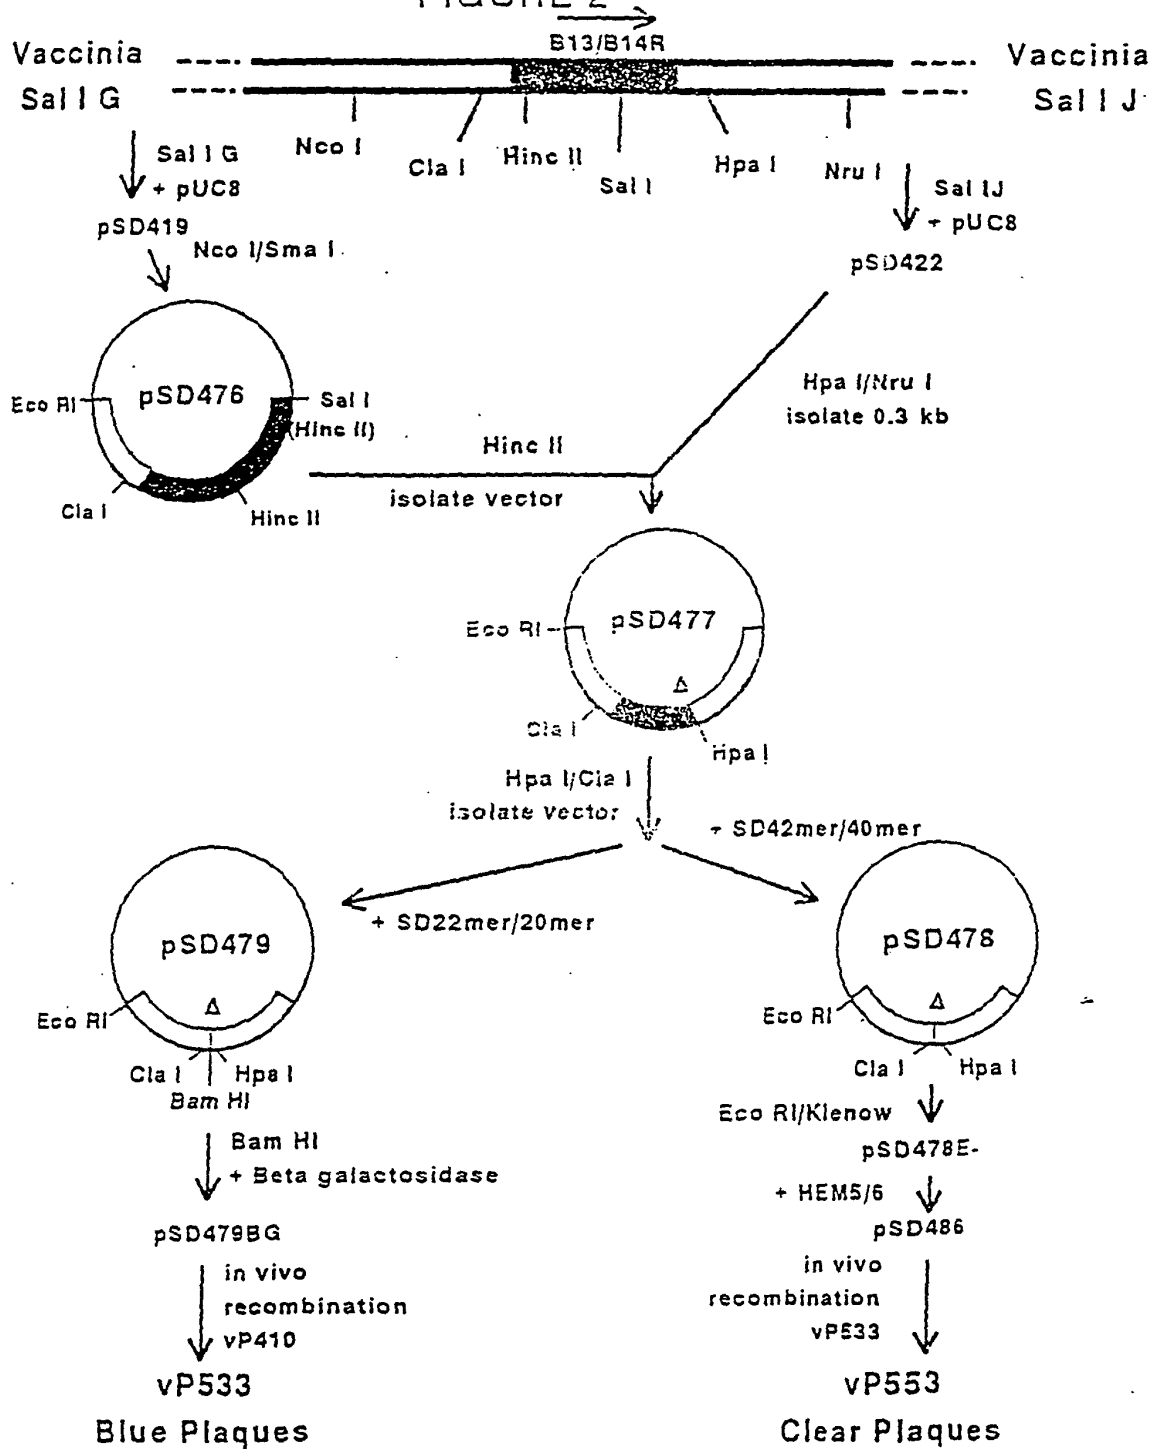 FIGURE 2
B13/B14R
Vaccinia
Sal I G
Vaccinia
Sal I J
Nco I
Cla I
Hinc II
Sal I
Hpa I
Nru I
Sal I G
+ pUC8
pSD419
Nco I/Sma I
Sal IJ
+ pUC8
pSD422
pSD476
Eco RI
Sal I
(Hinc II)
Cla I
Hinc II
Hpa I/Nru I
isolate 0.3 kb
Hinc II
isolate vector
pSD477
Eco RI
Δ
Cla I
Hpa I
Hpa I/Cla I
isolate vector
+ SD42mer/40mer
+ SD22mer/20mer
pSD479
Δ
Eco RI
Cla I
Hpa I
Bam HI
Bam HI
+ Beta galactosidase
pSD479BG
in vivo
recombination
vP410
vP533
Blue Plaques
pSD478
Δ
Eco RI
Cla I
Hpa I
Eco RI/Klenow
pSD478E-
+ HEM5/6
pSD486
in vivo
recombination
vP533
vP553
Clear Plaques